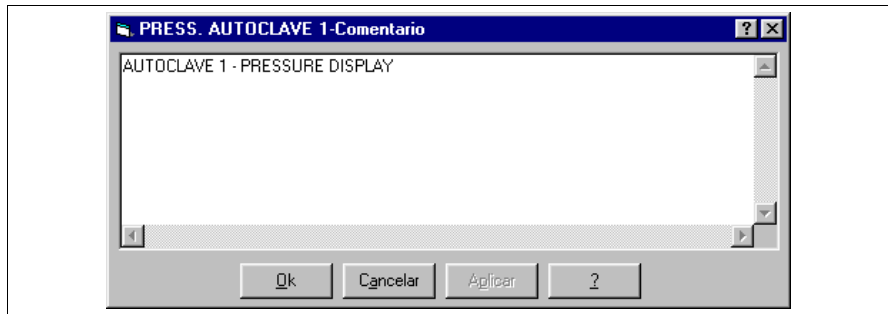 PRESS. AUTOCLAVE 1-Comentario
AUTOCLAVE 1 - PRESSURE DISPLAY
Ok
Cancelar
Aplicar
?